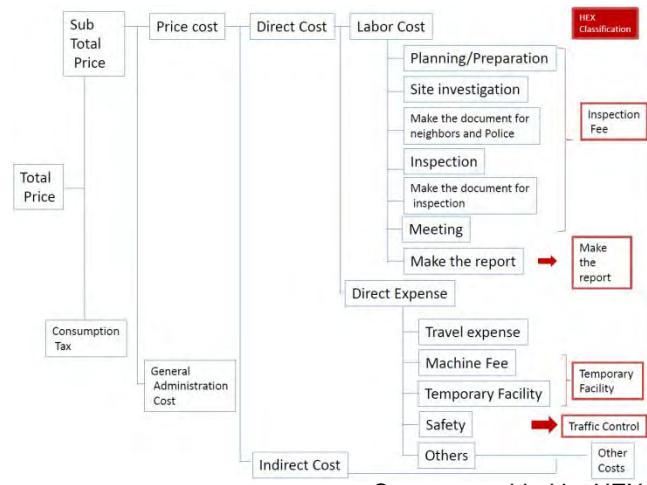 Sub
Total
Price
Price cost
Direct Cost
Labor Cost
HEX
Classification
Planning/Preparation
Site investigation
Make the document for
neighbors and Police
Inspection
Fee
Inspection
Total
Price
Make the document for
inspection
Meeting
Make the report
Make
the
report
Direct Expense
Consumption
Tax
Travel expense
General
Administration
Cost
Machine Fee
Temporary Facility
Temporary
Facility
Safety
Traffic Control
Others
Other
Costs
Indirect Cost